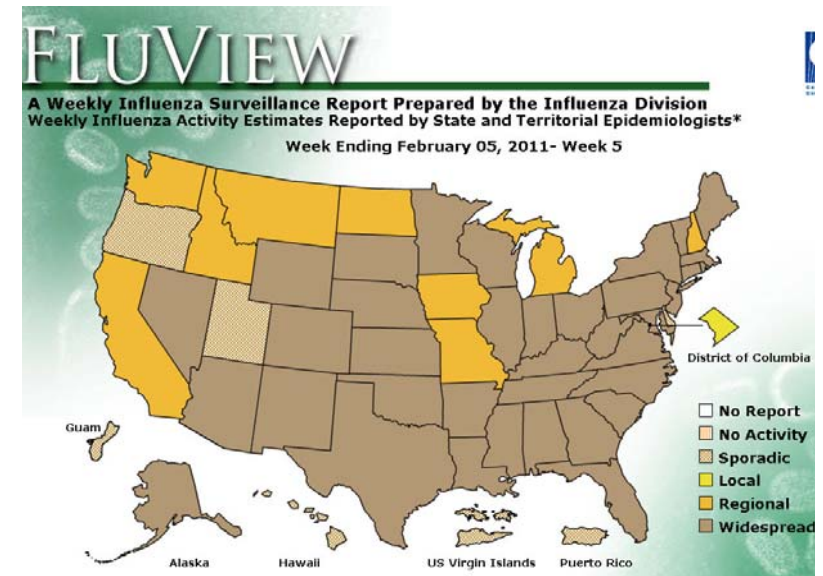 FLUVIEW
A Weekly Influenza Surveillance Report Prepared by the Influenza Division
Weekly Influenza Activity Estimates Reported by State and Territorial Epidemiologists*
Week Ending February 05, 2011- Week 5
District of Columbia
No Report
No Activity
Sporadic
Local
Regional
Widespread
Guam
Alaska
Hawaii
US Virgin Islands
Puerto Rico